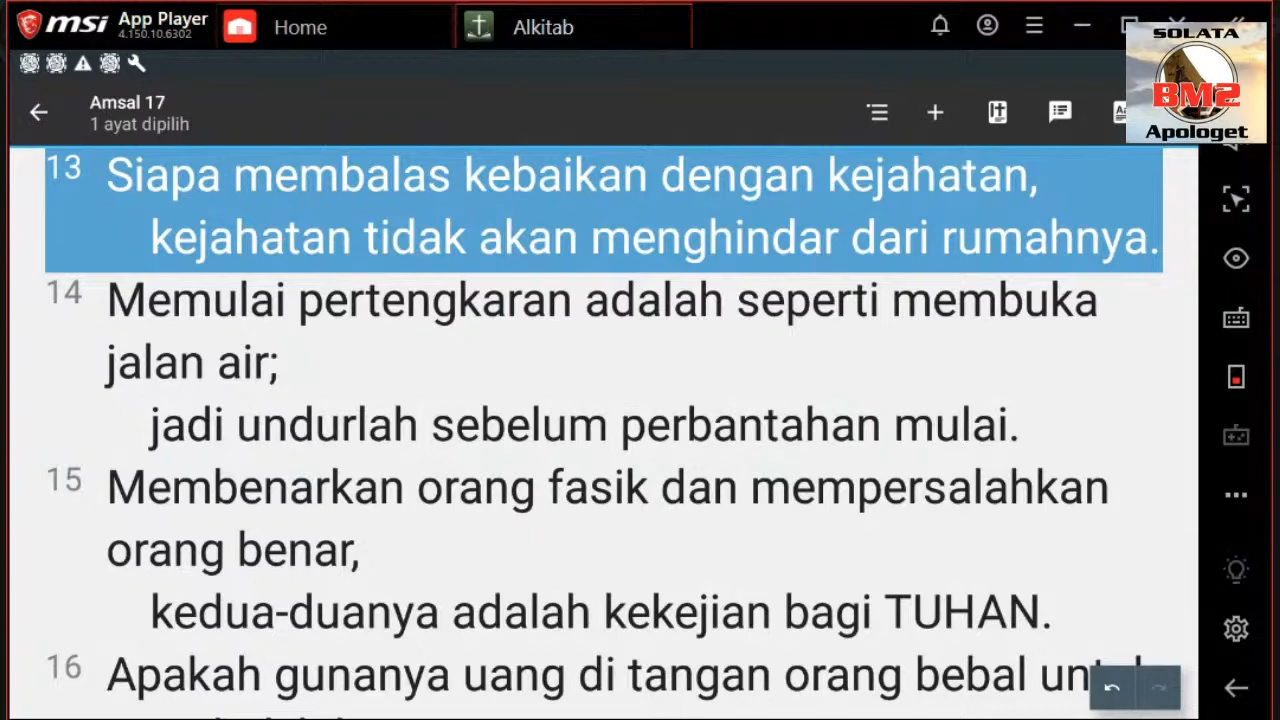 msi App Player
4.150.10.6302
Home
Alkitab
SOLATA
BM2
Apologet
Amsal 17
1 ayat dipilih
13 Siapa membalas kebaikan dengan kejahatan,
kejahatan tidak akan menghindar dari rumahnya.
14 Memulai pertengkaran adalah seperti membuka
jalan air;
jadi undurlah sebelum perbantahan mulai.
15 Membenarkan orang fasik dan mempersalahkan
orang benar,
kedua-duanya adalah kekejian bagi TUHAN.
16 Apakah gunanya uang di tangan orang bebal